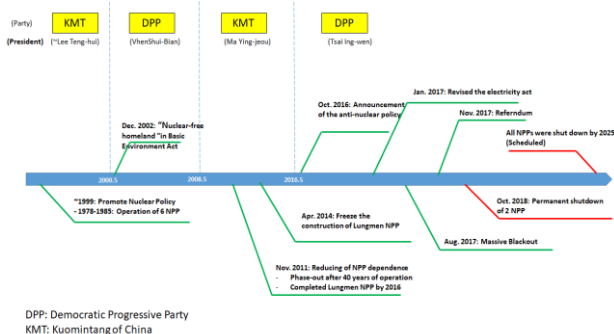 (Party)
KMT
DPP
KMT
DPP
(President)
(~Lee Teng-hui)
(VhenShui-Bian)
(Ma Ying-jeou)
(Tsai Ing-wen)
Jan. 2017: Revised the electricity act
Oct. 2016: Announcement
of the anti-nuclear policy
Nov. 2017: Referndum
Dec. 2002: "Nuclear-free
homeland "in Basic
Environment Act
All NPPs were shut down by 2025
(Scheduled)
2000.5
2008.5
2016.5
~1999: Promote Nuclear Policy
- 1978-1985: Operation of 6 NPP
Oct. 2018: Permanent shutdown
of 2 NPP
Apr. 2014: Freeze the
construction of Lungmen NPP
Aug. 2017: Massive Blackout
Nov. 2011: Reducing of NPP dependence
- Phase-out after 40 years of operation
- Completed Lungmen NPP by 2016
DPP: Democratic Progressive Party
KMT: Kuomintang of China